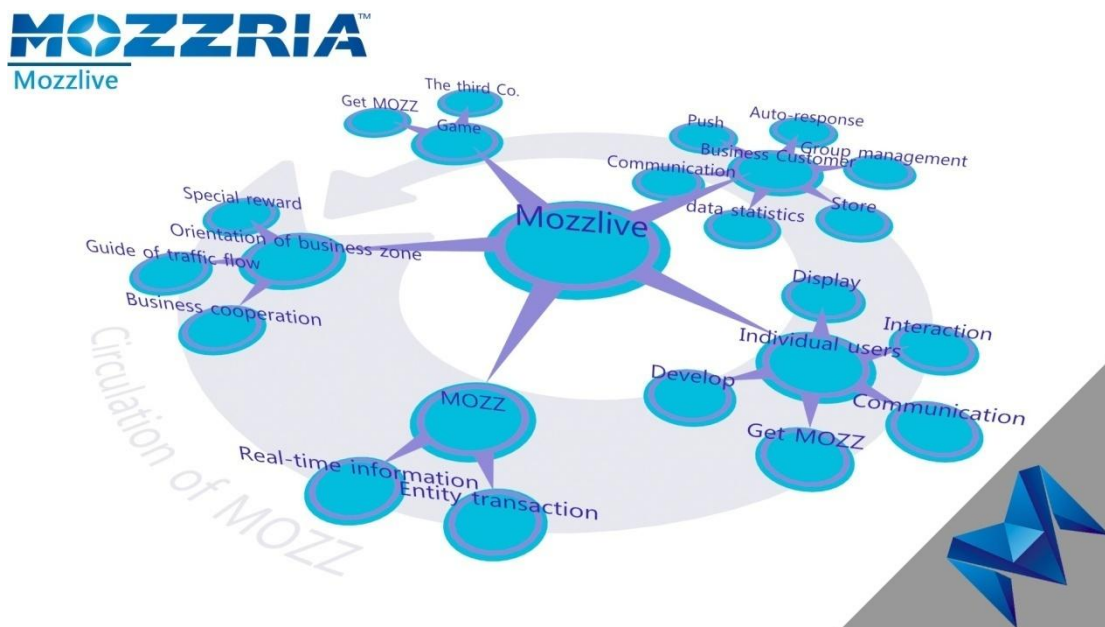 MOZZRIA™
Mozzlive
The third Co.
Get MOZZ
Game
Push
Auto-response
Business Customer
Group management
Communication
data statistics
Store
Mozzlive
Special reward
Orientation of business zone
Guide of traffic flow
Business cooperation
Display
Individual users
Interaction
Develop
Communication
Get MOZZ
MOZZ
Real-time information
Entity transaction
Circulation of MOZZ